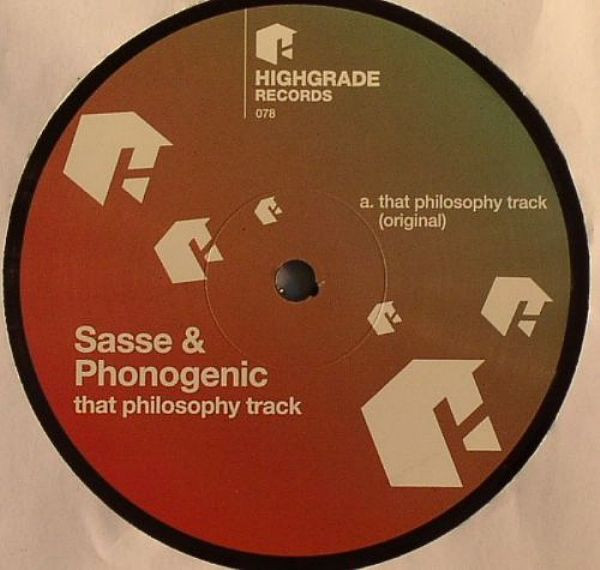 HIGHGRADE
RECORDS
078
a. that philosophy track
(original)
Sasse &
Phonogenic
that philosophy track